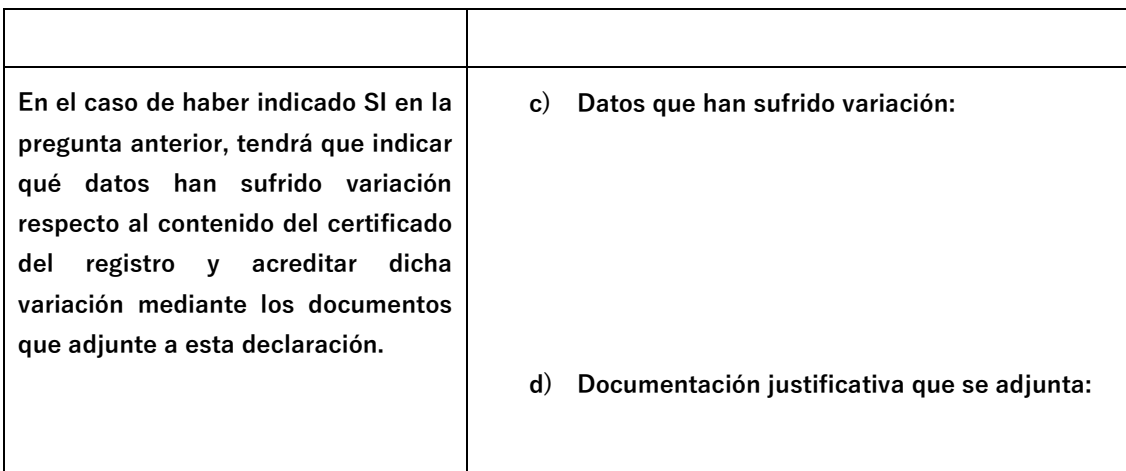 En el caso de haber indicado SI en la
pregunta anterior, tendrá que indicar
qué datos han sufrido variación
respecto al contenido del certificado
del registro y acreditar dicha
variación mediante los documentos
que adjunte a esta declaración.
c) Datos que han sufrido variación:
d) Documentación justificativa que se adjunta: